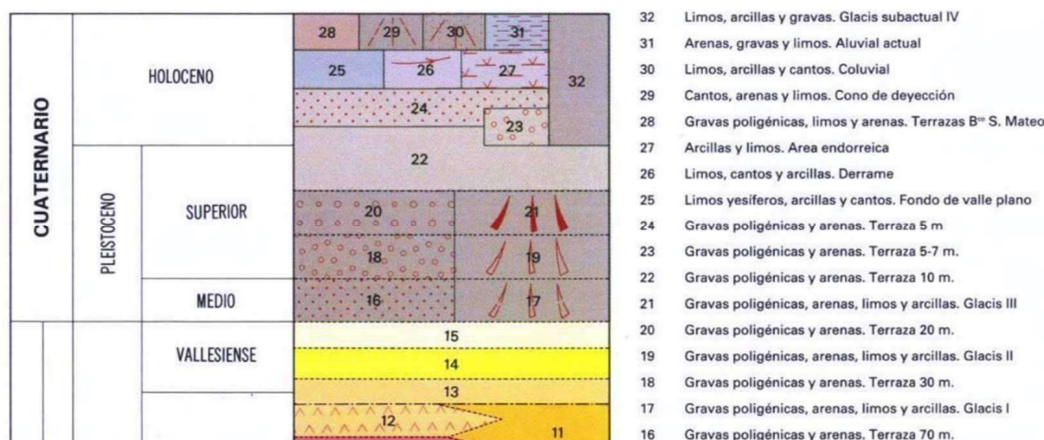 CUATERNARIO
HOLOCENO
PLEISTOCENO
SUPERIOR
MEDIO
VALLESIENSE
28 29 30 31
25 26 27 32
24
23
22
20 21
18 19
16 17
15
14
13
12 11
32 Limos, arcillas y gravas. Glacis subactual IV
31 Arenas, gravas y limos. Aluvial actual
30 Limos, arcillas y cantos. Coluvial
29 Cantos, arenas y limos. Cono de deyección
28 Gravas poligénicas, limos y arenas. Terrazas Bᶜᵒ S. Mateo
27 Arcillas y limos. Area endorreica
26 Limos, cantos y arcillas. Derrame
25 Limos yesíferos, arcillas y cantos. Fondo de valle plano
24 Gravas poligénicas y arenas. Terraza 5 m
23 Gravas poligénicas y arenas. Terraza 5-7 m.
22 Gravas poligénicas y arenas. Terraza 10 m.
21 Gravas poligénicas, arenas, limos y arcillas. Glacis III
20 Gravas poligénicas y arenas. Terraza 20 m.
19 Gravas poligénicas, arenas, limos y arcillas. Glacis II
18 Gravas poligénicas y arenas. Terraza 30 m.
17 Gravas poligénicas, arenas, limos y arcillas. Glacis I
16 Gravas poligénicas y arenas. Terraza 70 m.